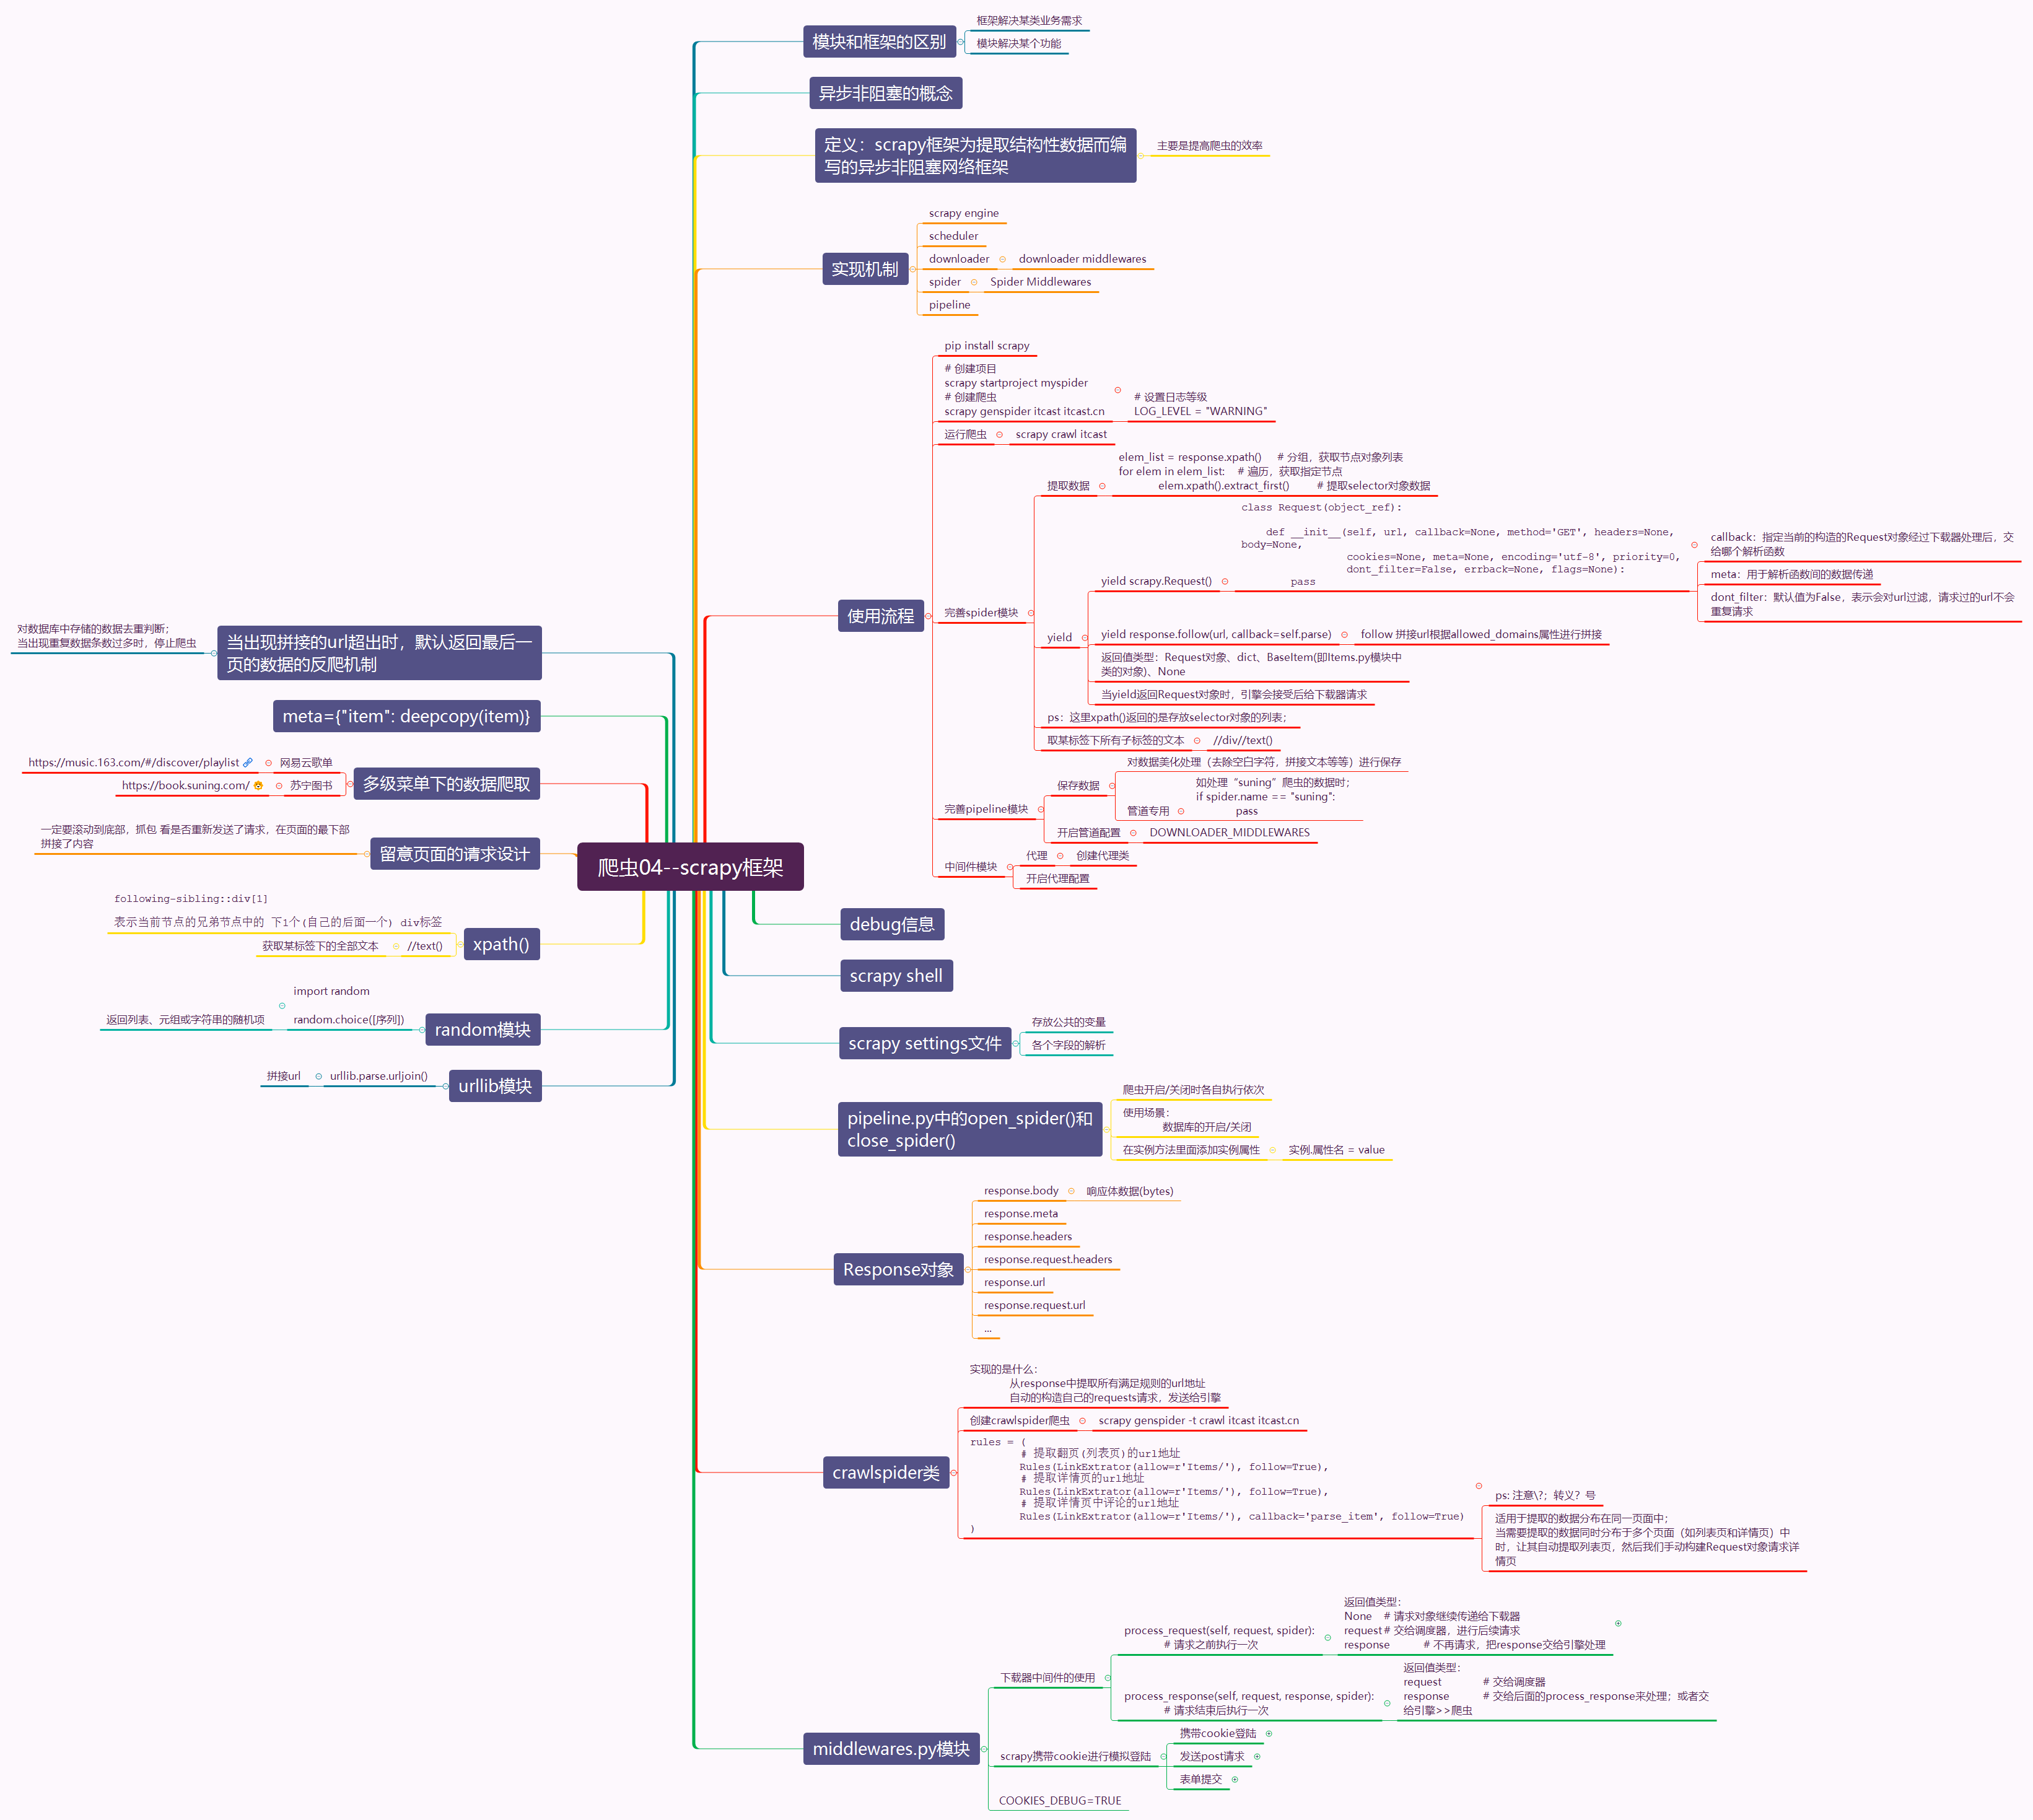 爬虫04--scrapy框架
模块和框架的区别
框架解决某类业务需求
模块解决某个功能
异步非阻塞的概念
定义：scrapy框架为提取结构性数据而编
写的异步非阻塞网络框架
主要是提高爬虫的效率
实现机制
scrapy engine
scheduler
downloader
downloader middlewares
spider
Spider Middlewares
pipeline
使用流程
pip install scrapy
# 创建项目
scrapy startproject myspider
# 创建爬虫
scrapy genspider itcast itcast.cn
# 设置日志等级
LOG_LEVEL = "WARNING"
运行爬虫
scrapy crawl itcast
完善spider模块
提取数据
elem_list = response.xpath()     # 分组，获取节点对象列表
for elem in elem_list:    # 遍历，获取指定节点
elem.xpath().extract_first()         # 提取selector对象数据
yield
yield scrapy.Request()
class Request(object_ref):
def __init__(self, url, callback=None, method='GET', headers=None,
body=None,
cookies=None, meta=None, encoding='utf-8', priority=0,
dont_filter=False, errback=None, flags=None):
pass
callback：指定当前的构造的Request对象经过下载器处理后，交
给哪个解析函数
meta：用于解析函数间的数据传递
dont_filter：默认值为False，表示会对url过滤，请求过的url不会
重复请求
yield response.follow(url, callback=self.parse)
follow 拼接url根据allowed_domains属性进行拼接
返回值类型：Request对象、dict、BaseItem(即Items.py模块中
类的对象)、None
当yield返回Request对象时，引擎会接受后给下载器请求
ps：这里xpath()返回的是存放selector对象的列表；
取某标签下所有子标签的文本
//div//text()
完善pipeline模块
保存数据
对数据美化处理（去除空白字符，拼接文本等等）进行保存
管道专用
如处理“suning”爬虫的数据时；
if spider.name == "suning":
pass
开启管道配置
DOWNLOADER_MIDDLEWARES
中间件模块
代理
创建代理类
开启代理配置
debug信息
scrapy shell
scrapy settings文件
存放公共的变量
各个字段的解析
pipeline.py中的open_spider()和
close_spider()
爬虫开启/关闭时各自执行依次
使用场景：
数据库的开启/关闭
在实例方法里面添加实例属性
实例.属性名 = value
Response对象
response.body
响应体数据(bytes)
response.meta
response.headers
response.request.headers
response.url
response.request.url
...
crawlspider类
实现的是什么：
从response中提取所有满足规则的url地址
自动的构造自己的requests请求，发送给引擎
创建crawlspider爬虫
scrapy genspider -t crawl itcast itcast.cn
rules = (
# 提取翻页(列表页)的url地址
Rules(LinkExtrator(allow=r'Items/'), follow=True),
# 提取详情页的url地址
Rules(LinkExtrator(allow=r'Items/'), follow=True),
# 提取详情页中评论的url地址
Rules(LinkExtrator(allow=r'Items/'), callback='parse_item', follow=True)
)
ps: 注意\?；转义？号
适用于提取的数据分布在同一页面中；
当需要提取的数据同时分布于多个页面（如列表页和详情页）中
时，让其自动提取列表页，然后我们手动构建Request对象请求详
情页
middlewares.py模块
下载器中间件的使用
process_request(self, request, spider):
# 请求之前执行一次
返回值类型：
None    # 请求对象继续传递给下载器
request # 交给调度器，进行后续请求
response           # 不再请求，把response交给引擎处理
process_response(self, request, response, spider):
# 请求结束后执行一次
返回值类型：
request             # 交给调度器
response           # 交给后面的process_response来处理；或者交
给引擎>>爬虫
scrapy携带cookie进行模拟登陆
携带cookie登陆
发送post请求
表单提交
COOKIES_DEBUG=TRUE
当出现拼接的url超出时，默认返回最后一
页的数据的反爬机制
对数据库中存储的数据去重判断；
当出现重复数据条数过多时，停止爬虫
meta={"item": deepcopy(item)}
多级菜单下的数据爬取
网易云歌单
https://music.163.com/#/discover/playlist
苏宁图书
https://book.suning.com/
留意页面的请求设计
一定要滚动到底部，抓包 看是否重新发送了请求，在页面的最下部
拼接了内容
xpath()
following-sibling::div[1]
表示当前节点的兄弟节点中的 下1个(自己的后面一个) div标签
//text()
获取某标签下的全部文本
random模块
import random
random.choice([序列])
返回列表、元组或字符串的随机项
urllib模块
urllib.parse.urljoin()
拼接url